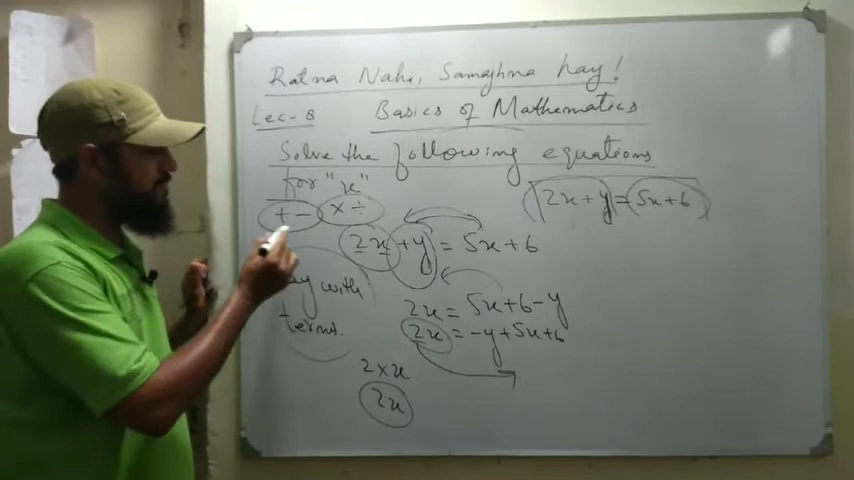 Ratna Nahi, Samajhna hay!
Lec-8 Basics of Mathematics
Solve the following equations
for "x"
2x+y=5x+6
+ - × ÷
2x+y=5x+6
with
2x=5x+6-y
terms.
2x=-y+5x+6
2×x
2x